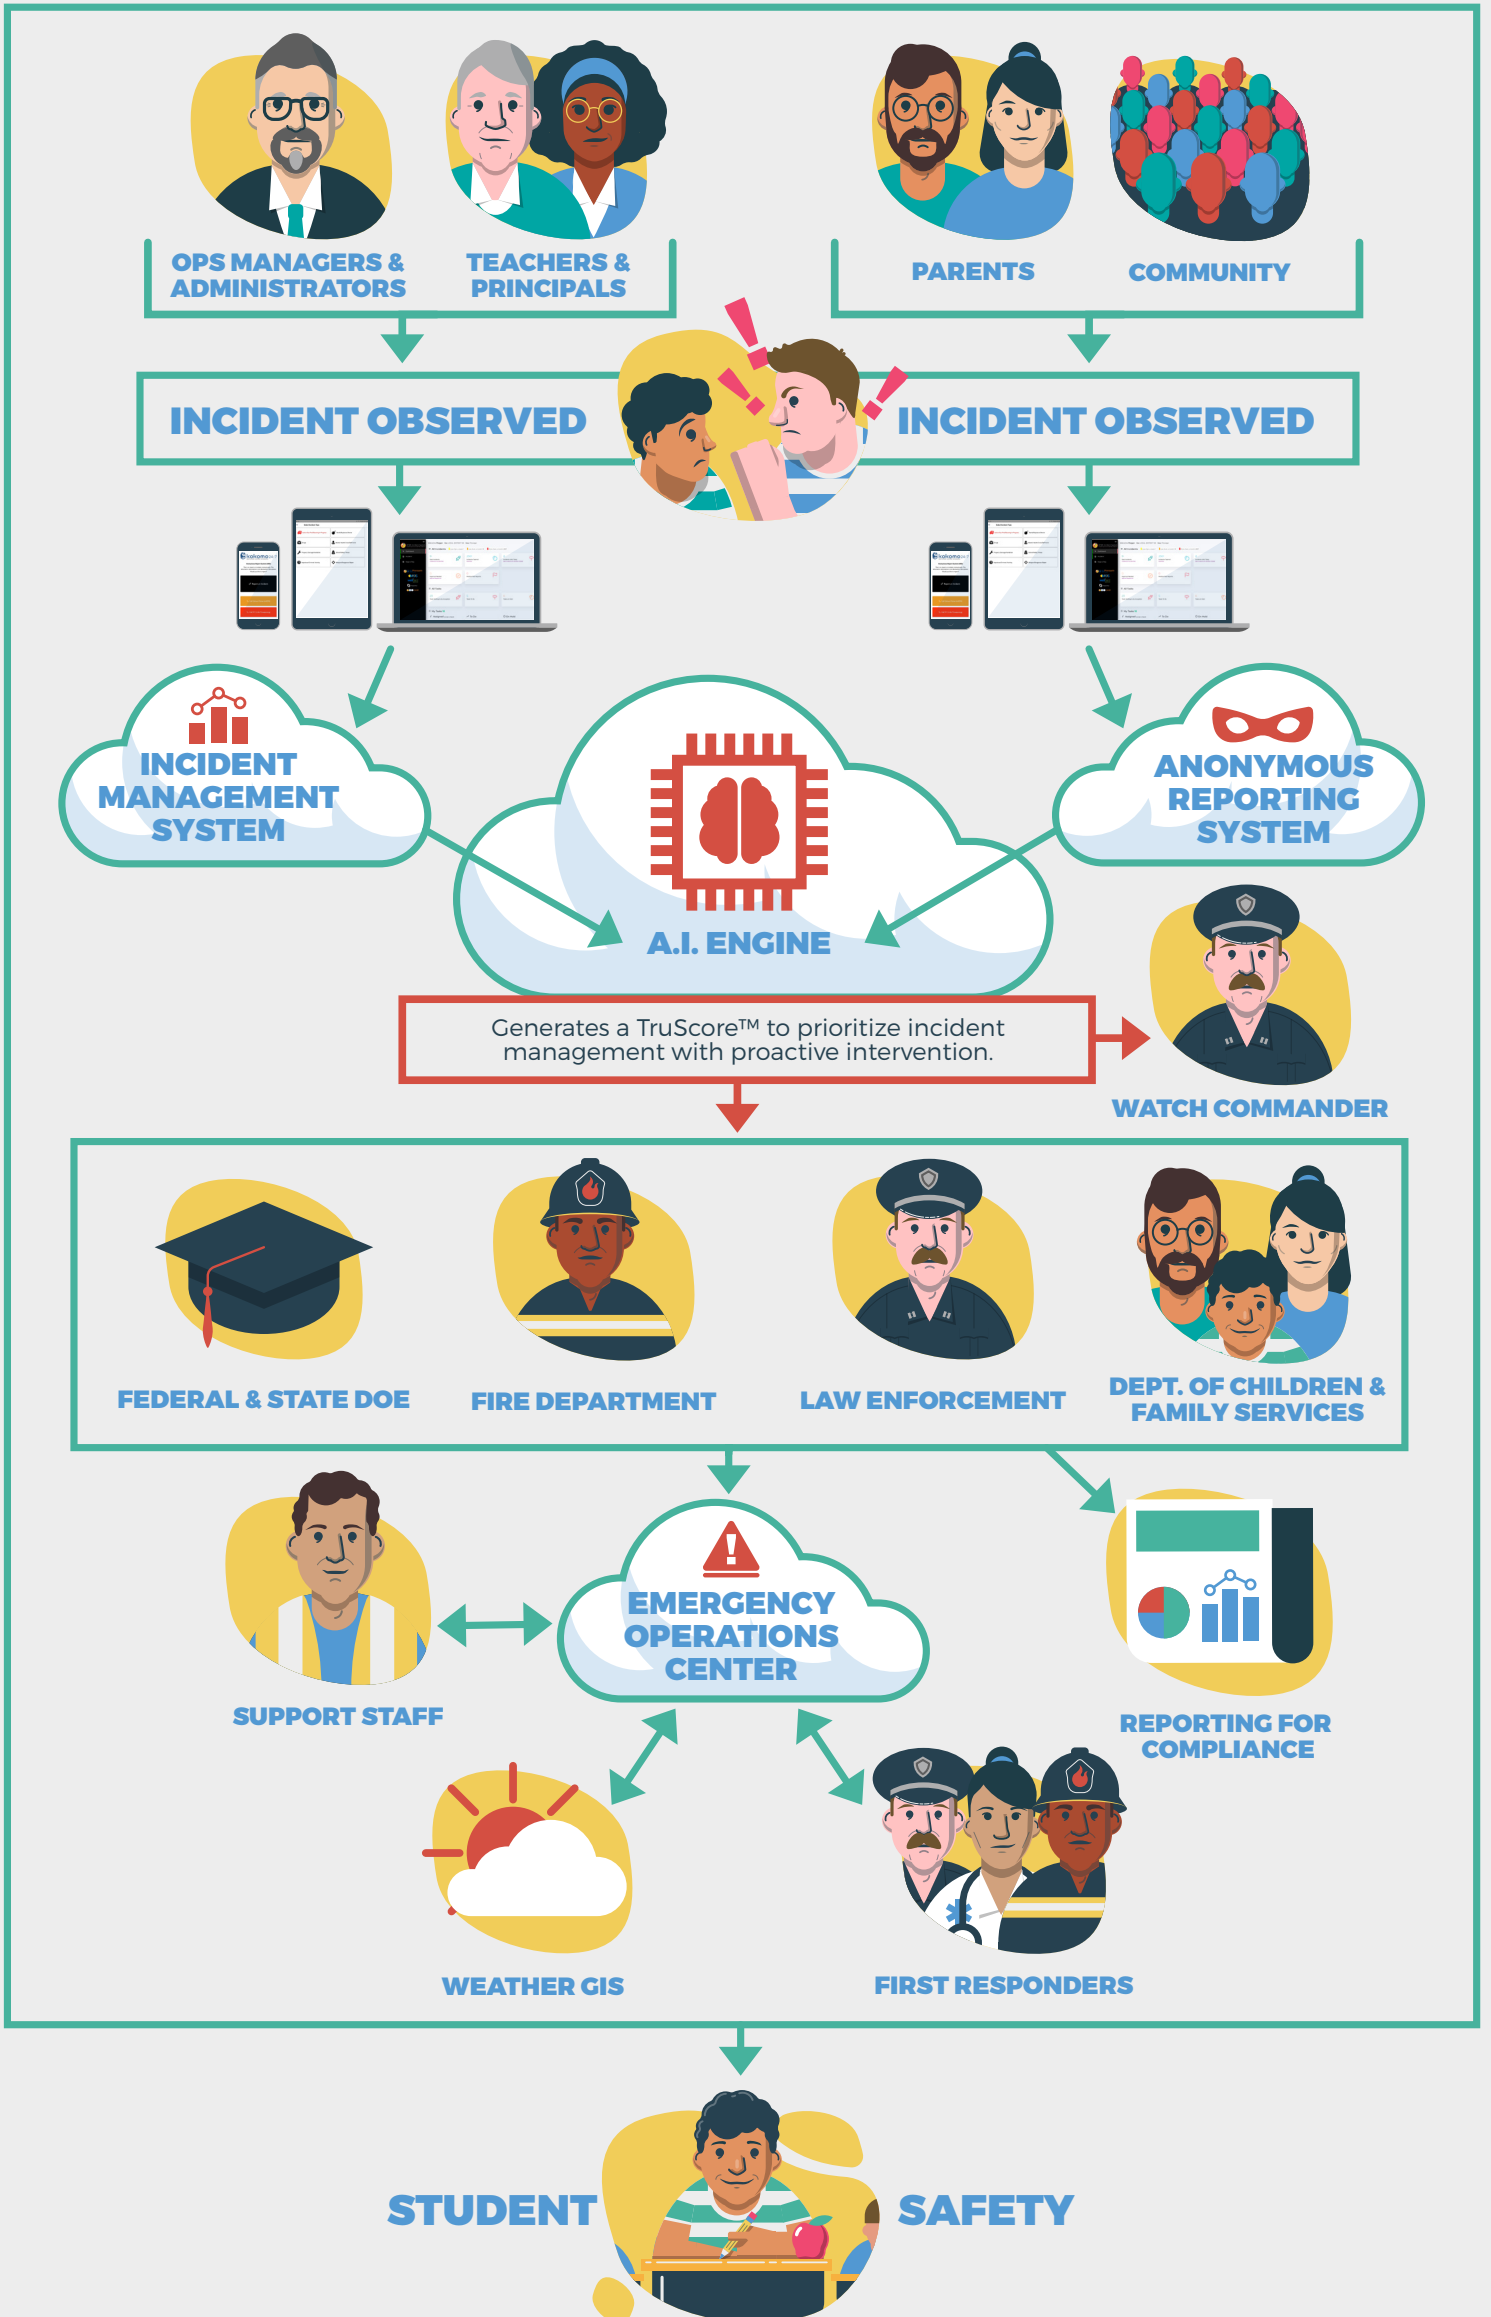 OPS MANAGERS &
ADMINISTRATORS
TEACHERS &
PRINCIPALS
PARENTS
COMMUNITY
INCIDENT OBSERVED
INCIDENT OBSERVED
INCIDENT
MANAGEMENT
SYSTEM
ANONYMOUS
REPORTING
SYSTEM
A.I. ENGINE
Generates a TruScore™ to prioritize incident
management with proactive intervention.
WATCH COMMANDER
FEDERAL & STATE DOE
FIRE DEPARTMENT
LAW ENFORCEMENT
DEPT. OF CHILDREN &
FAMILY SERVICES
EMERGENCY
OPERATIONS
CENTER
SUPPORT STAFF
REPORTING FOR
COMPLIANCE
WEATHER GIS
FIRST RESPONDERS
STUDENT SAFETY